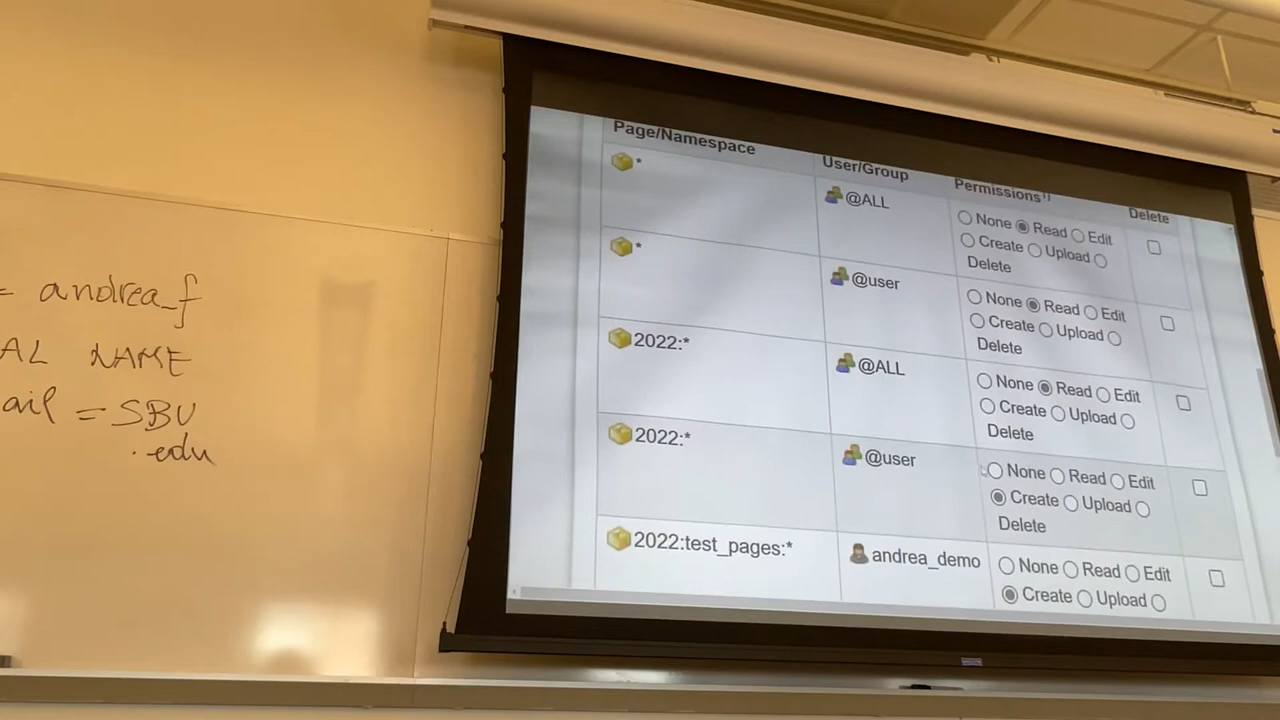 = andrea_f
AL NAME
ail = SBU
.edu
Page/Namespace User/Group Permissions1) Delete
* @ALL None Read Edit
Create Upload
Delete
* @user None Read Edit
Create Upload
Delete
2022:* @ALL None Read Edit
Create Upload
Delete
2022:* @user None Read Edit
Create Upload
Delete
2022:test_pages:* andrea_demo None Read Edit
Create Upload